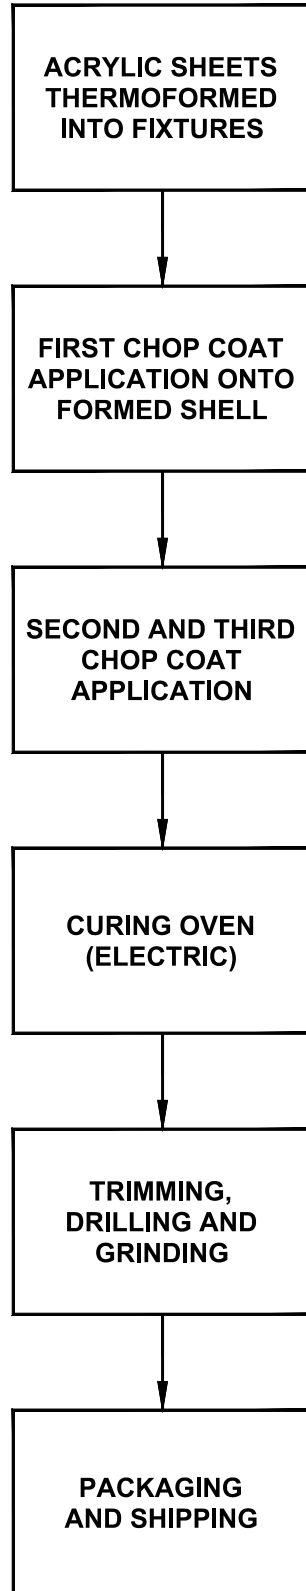 ACRYLIC SHEETS
THERMOFORMED
INTO FIXTURES
FIRST CHOP COAT
APPLICATION ONTO
FORMED SHELL
SECOND AND THIRD
CHOP COAT
APPLICATION
CURING OVEN
(ELECTRIC)
TRIMMING,
DRILLING AND
GRINDING
PACKAGING
AND SHIPPING